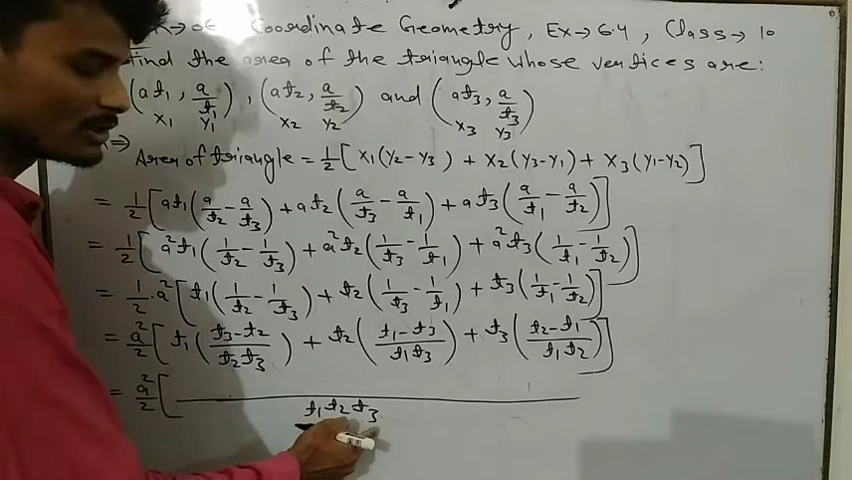 of Coordinate Geometry, Ex→6.4, Class→10
find the area of the triangle whose vertices are:
(at₁, a/t₁), (at₂, a/t₂) and (at₃, a/t₃)
x₁ y₁ x₂ y₂ x₃ y₃
⇒ Area of triangle = 1/2 [x₁(y₂-y₃) + x₂(y₃-y₁) + x₃(y₁-y₂)]
= 1/2 [at₁(a/t₂ - a/t₃) + at₂(a/t₃ - a/t₁) + at₃(a/t₁ - a/t₂)]
= 1/2 [a²t₁(1/t₂ - 1/t₃) + a²t₂(1/t₃ - 1/t₁) + a²t₃(1/t₁ - 1/t₂)]
= 1/2 · a² [t₁(1/t₂ - 1/t₃) + t₂(1/t₃ - 1/t₁) + t₃(1/t₁ - 1/t₂)]
= a²/2 [t₁((t₃-t₂)/(t₂t₃)) + t₂((t₁-t₃)/(t₁t₃)) + t₃((t₂-t₁)/(t₁t₂))]
= a²/2 [
t₁t₂t₃